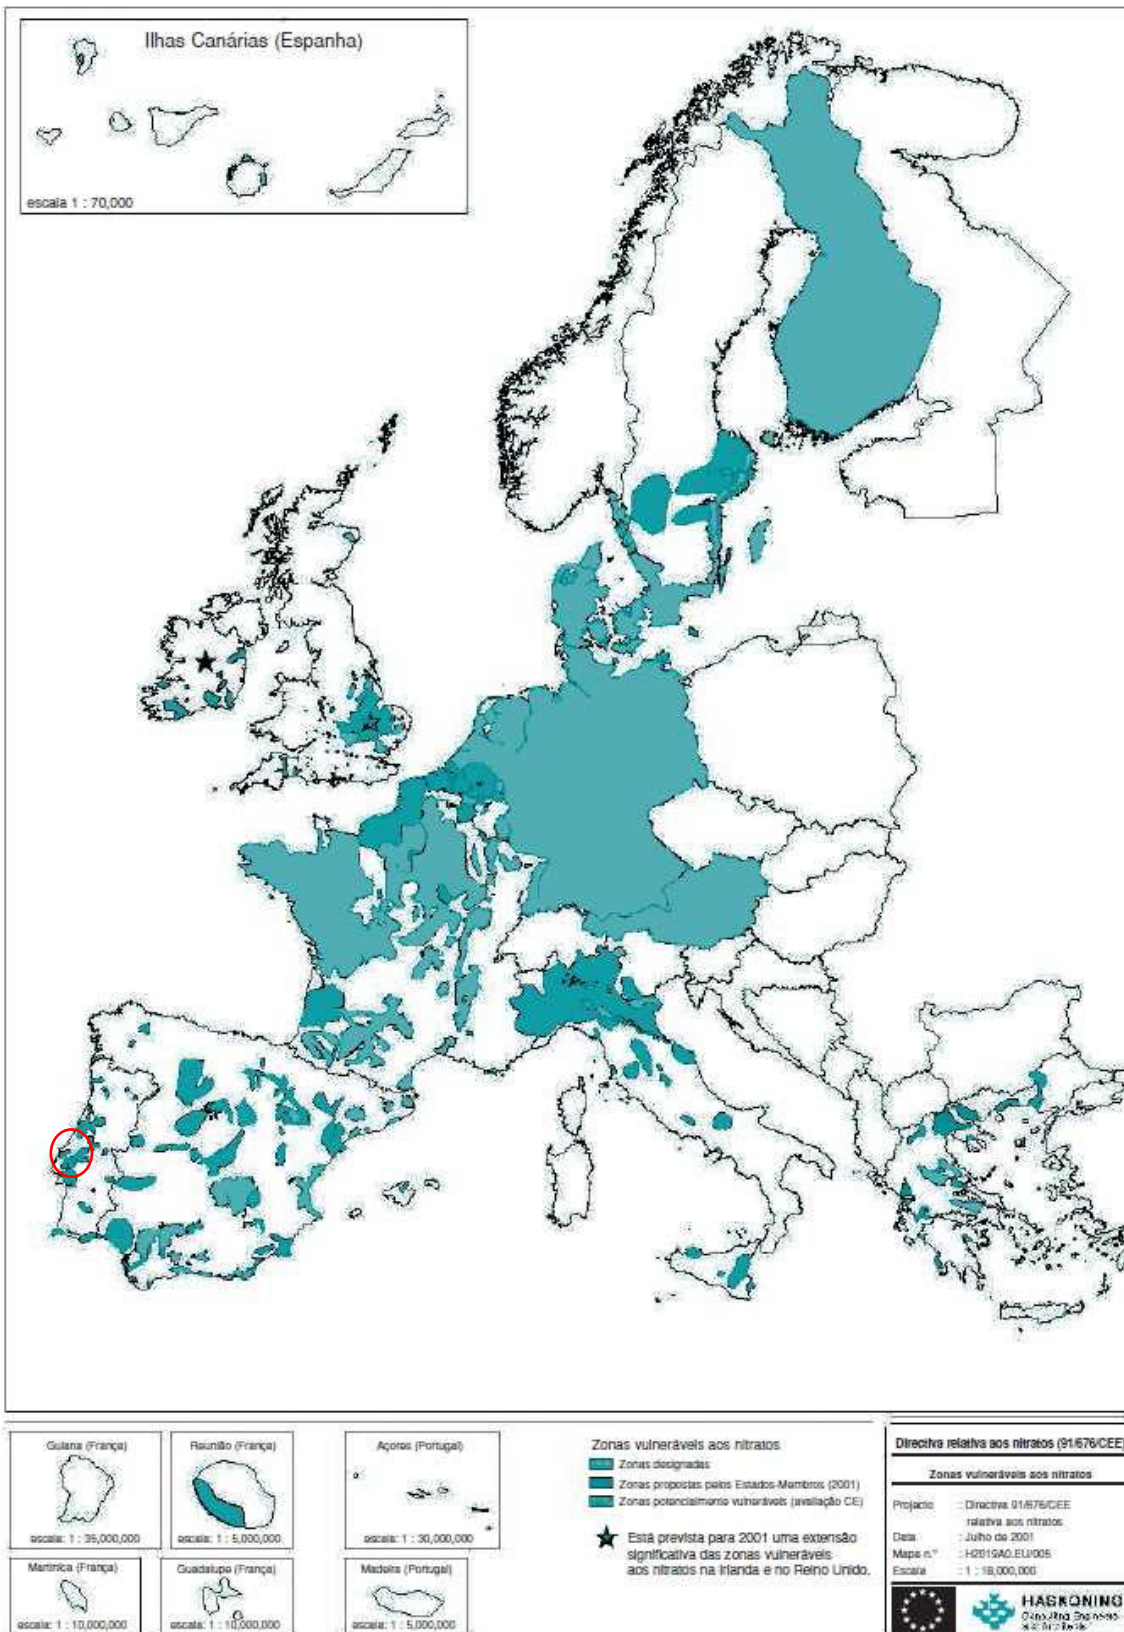 Ilhas Canárias (Espanha)
escala 1 : 70,000
Guiana (França)
escala: 1 : 35,000,000
Reunião (França)
escala: 1 : 5,000,000
Açores (Portugal)
escala: 1 : 30,000,000
Martinica (França)
escala: 1 : 10,000,000
Guadalupe (França)
escala: 1 : 10,000,000
Madeira (Portugal)
escala: 1 : 5,000,000
Zonas vulneráveis aos nitratos
Zonas designadas
Zonas propostas pelos Estados-Membros (2001)
Zonas potencialmente vulneráveis (avaliação CE)
Está prevista para 2001 uma extensão
significativa das zonas vulneráveis
aos nitratos na Irlanda e no Reino Unido.
Directiva relativa aos nitratos (91/676/CEE)
Zonas vulneráveis aos nitratos
Projecto : Directiva 91/676/CEE
relativa aos nitratos
Data : Julho de 2001
Mapa n.º : H2019A0.EU/005
Escala : 1 : 18,000,000
HASKONING
Consulting Engineers